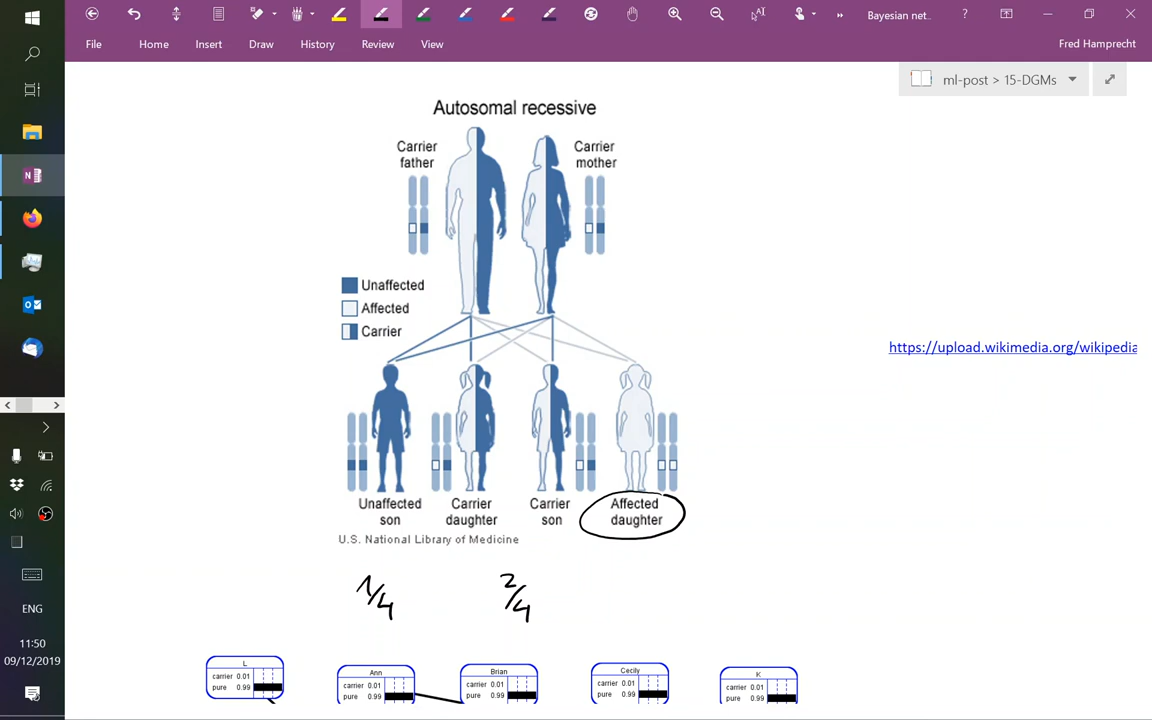 Bayesian net..
?
File
Home
Insert
Draw
History
Review
View
Fred Hamprecht
ml-post > 15-DGMs
Autosomal recessive
Carrier
father
Carrier
mother
Unaffected
Affected
Carrier
https://upload.wikimedia.org/wikipedia
Unaffected
son
Carrier
daughter
Carrier
son
Affected
daughter
U.S. National Library of Medicine
1/4
2/4
L
carrier 0.01
pure 0.99
Ann
carrier 0.01
pure 0.99
Brian
carrier 0.01
pure 0.99
Cecily
carrier 0.01
pure 0.99
K
carrier 0.01
pure 0.99
ENG
11:50
09/12/2019